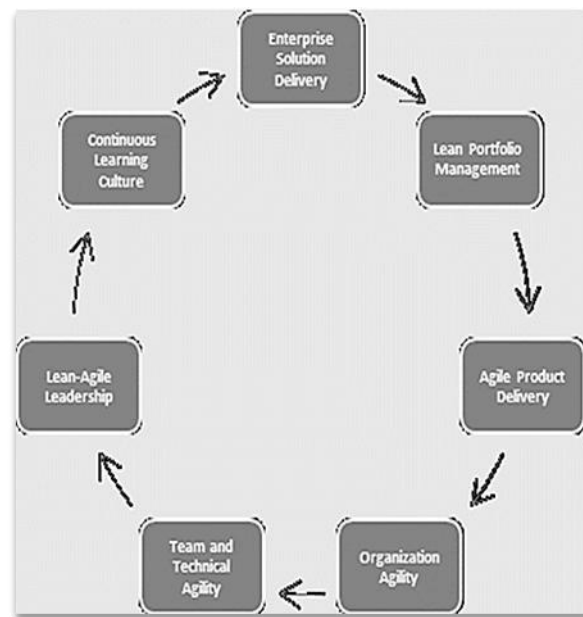 Enterprise
Solution
Delivery
Lean Portfolio
Management
Agile Product
Delivery
Organization
Agility
Team and
Technical
Agility
Lean-Agile
Leadership
Continuous
Learning
Culture